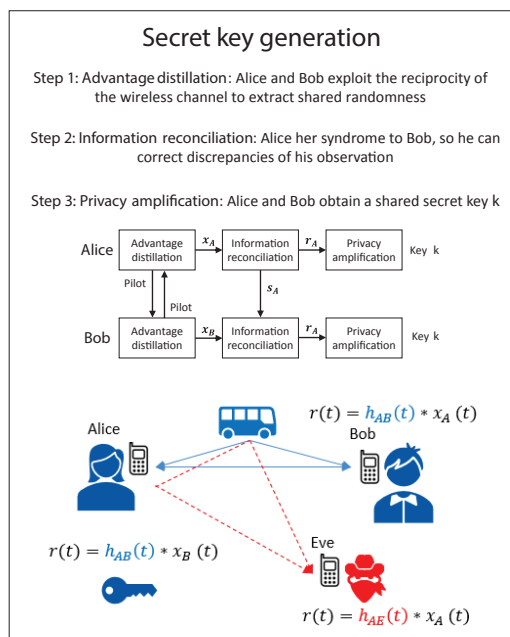 Secret key generation
Step 1: Advantage distillation: Alice and Bob exploit the reciprocity of
the wireless channel to extract shared randomness
Step 2: Information reconciliation: Alice her syndrome to Bob, so he can
correct discrepancies of his observation
Step 3: Privacy amplification: Alice and Bob obtain a shared secret key k
Alice
Advantage
distillation
x_A
Information
reconciliation
r_A
Privacy
amplification
Key k
Pilot
Pilot
s_A
Bob
Advantage
distillation
x_B
Information
reconciliation
r_A
Privacy
amplification
Key k
r(t) = h_AB(t) * x_A (t)
Alice
Bob
r(t) = h_AB(t) * x_B (t)
Eve
r(t) = h_AE(t) * x_A (t)